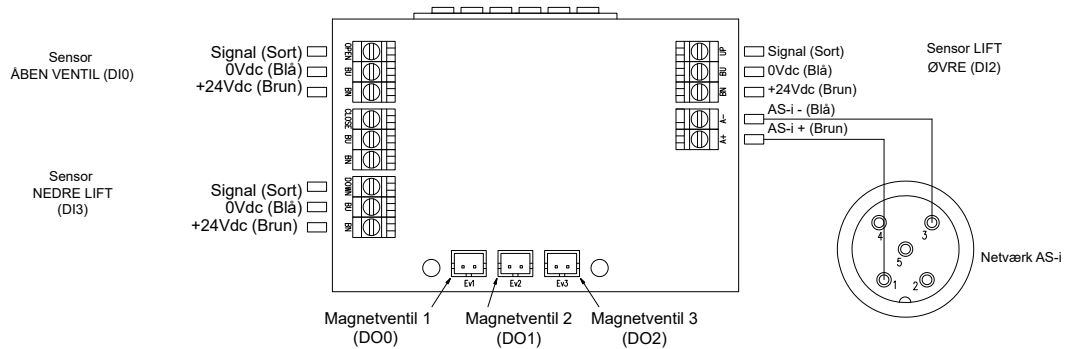 Sensor
ÅBEN VENTIL (DI0)
Signal (Sort)
0Vdc (Blå)
+24Vdc (Brun)
OPEN
BU
BN
CLOSE
BU
BN
Sensor
NEDRE LIFT
(DI3)
Signal (Sort)
0Vdc (Blå)
+24Vdc (Brun)
DOWN
BU
BN
UP
BU
BN
A-
A+
Signal (Sort)
0Vdc (Blå)
+24Vdc (Brun)
AS-i - (Blå)
AS-i + (Brun)
Sensor LIFT
ØVRE (DI2)
4
3
5
1
2
Netværk AS-i
Ev1
Ev2
Ev3
Magnetventil 1
(DO0)
Magnetventil 2
(DO1)
Magnetventil 3
(DO2)